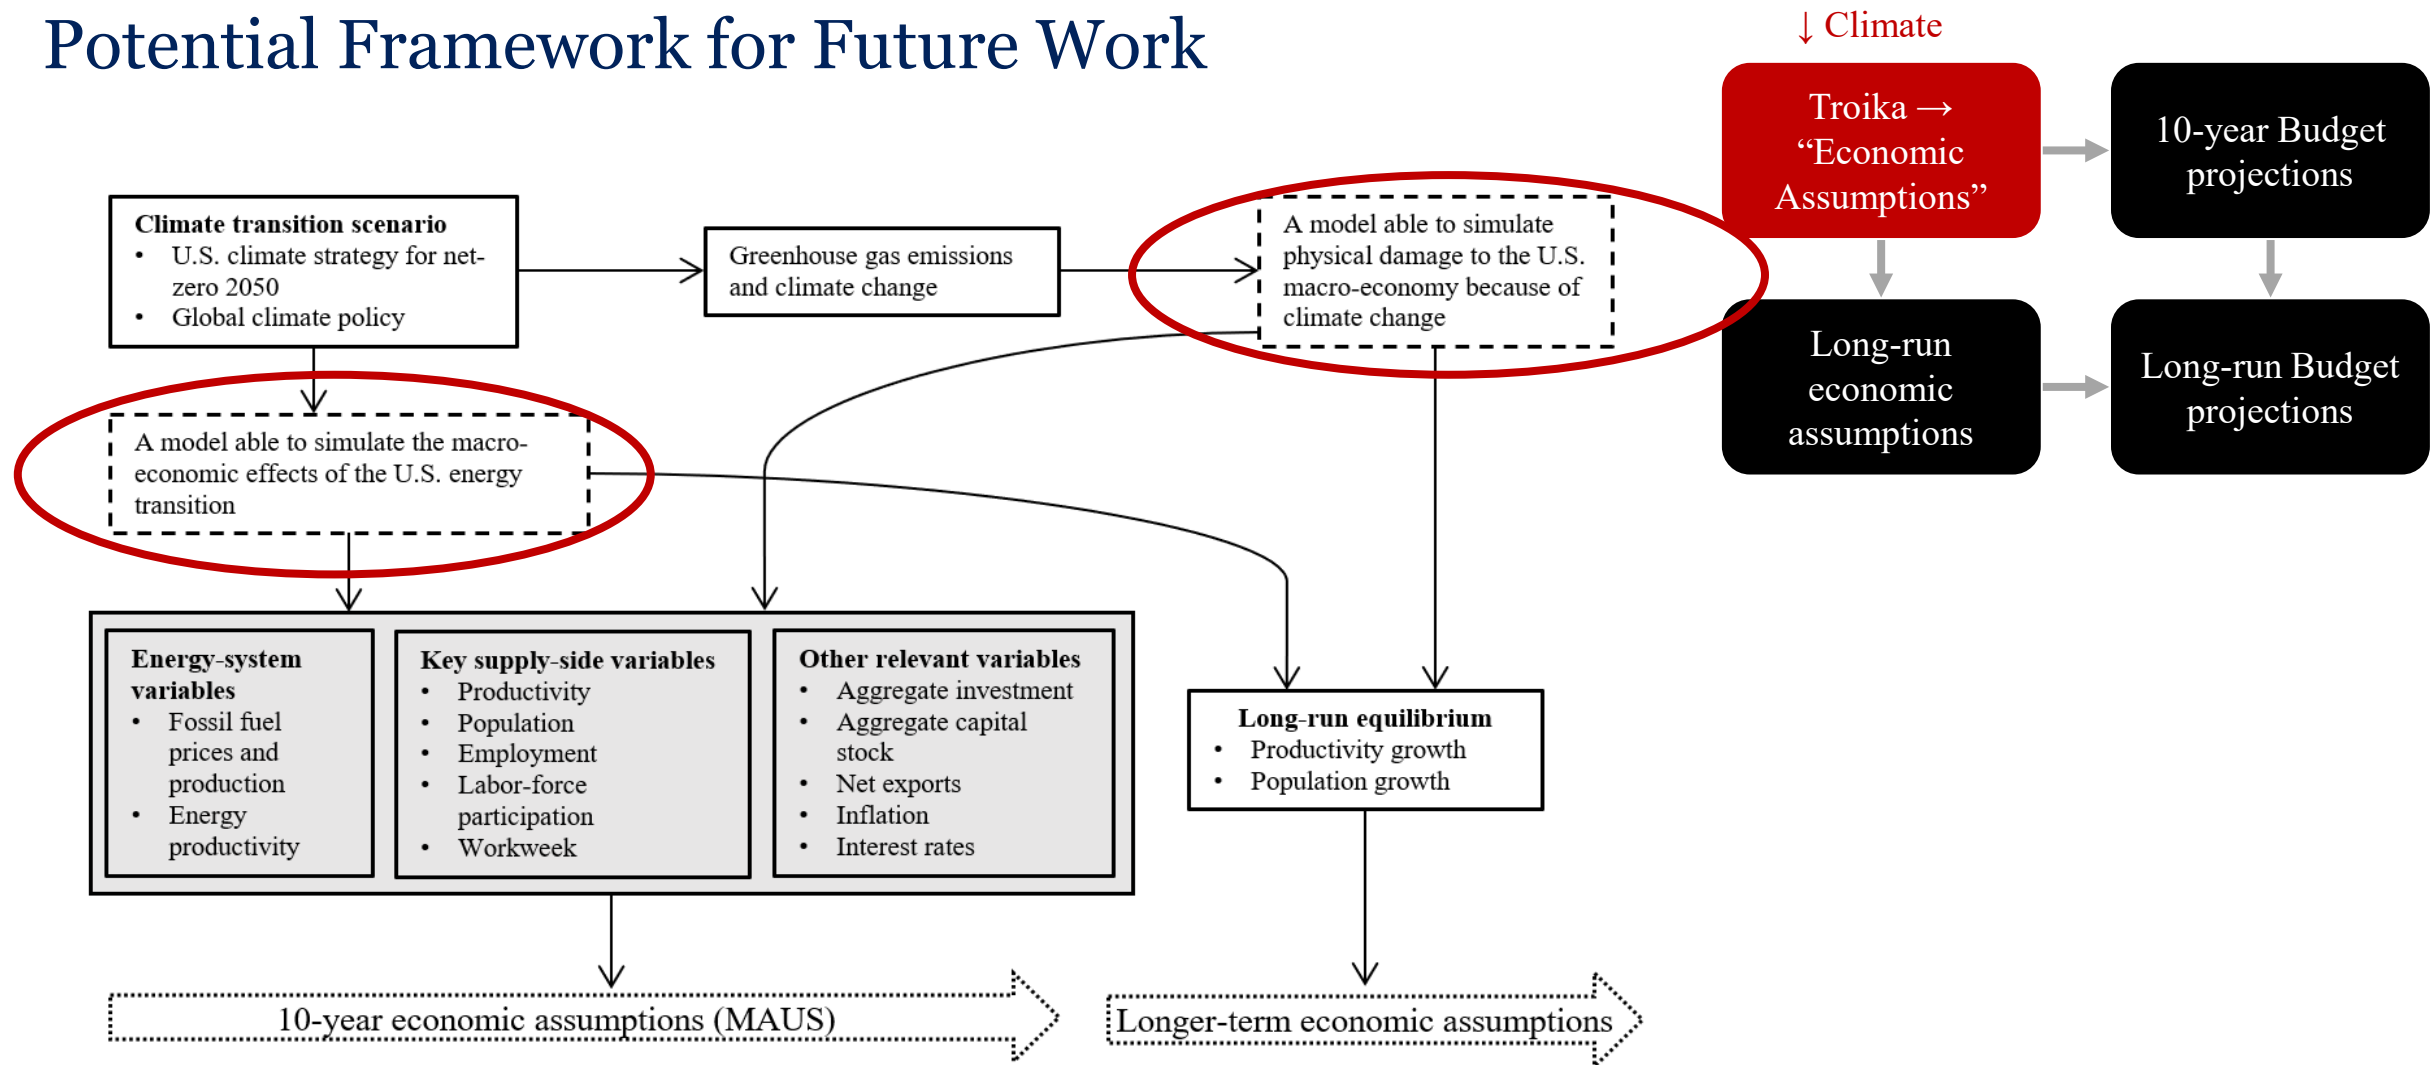 Potential Framework for Future Work
↓ Climate
Troika →
“Economic
Assumptions”
10-year Budget
projections
Long-run
economic
assumptions
Long-run Budget
projections
Climate transition scenario
• U.S. climate strategy for net-
zero 2050
• Global climate policy
Greenhouse gas emissions
and climate change
A model able to simulate
physical damage to the U.S.
macro-economy because of
climate change
A model able to simulate the macro-
economic effects of the U.S. energy
transition
Energy-system
variables
• Fossil fuel
prices and
production
• Energy
productivity
Key supply-side variables
• Productivity
• Population
• Employment
• Labor-force
participation
• Workweek
Other relevant variables
• Aggregate investment
• Aggregate capital
stock
• Net exports
• Inflation
• Interest rates
Long-run equilibrium
• Productivity growth
• Population growth
10-year economic assumptions (MAUS)
Longer-term economic assumptions